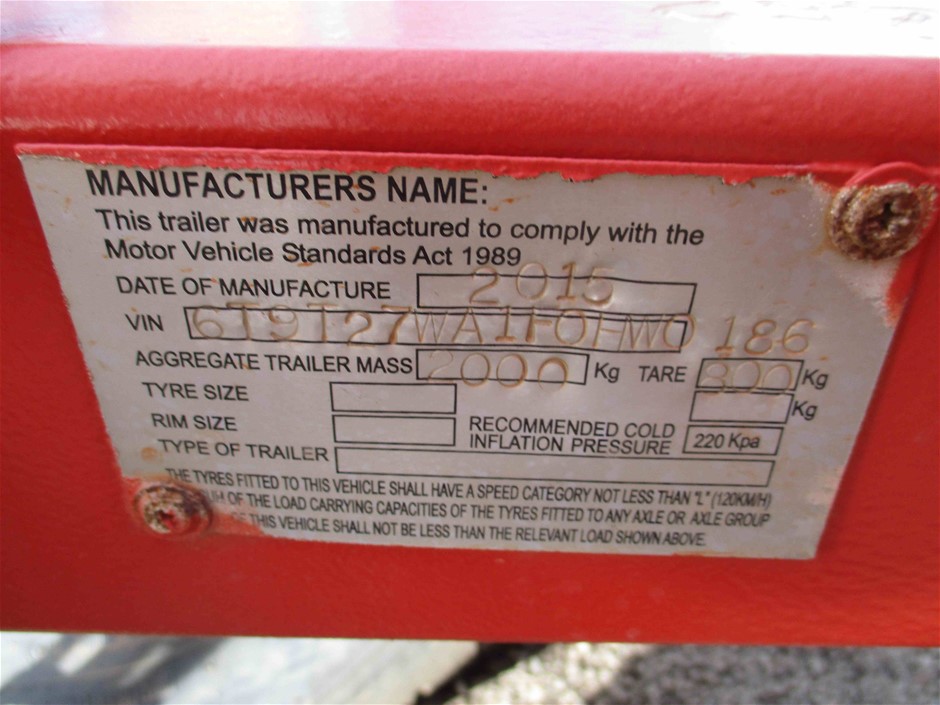 MANUFACTURERS NAME:
This trailer was manufactured to comply with the
Motor Vehicle Standards Act 1989
DATE OF MANUFACTURE 2015
VIN 6T9T27WA1F0FHW0186
AGGREGATE TRAILER MASS 2000 Kg TARE 800 Kg
TYRE SIZE Kg
RIM SIZE RECOMMENDED COLD
INFLATION PRESSURE 220 Kpa
TYPE OF TRAILER
THE TYRES FITTED TO THIS VEHICLE SHALL HAVE A SPEED CATEGORY NOT LESS THAN "L" (120KM/H)
OF THE LOAD CARRYING CAPACITIES OF THE TYRES FITTED TO ANY AXLE OR AXLE GROUP
THIS VEHICLE SHALL NOT BE LESS THAN THE RELEVANT LOAD SHOWN ABOVE.